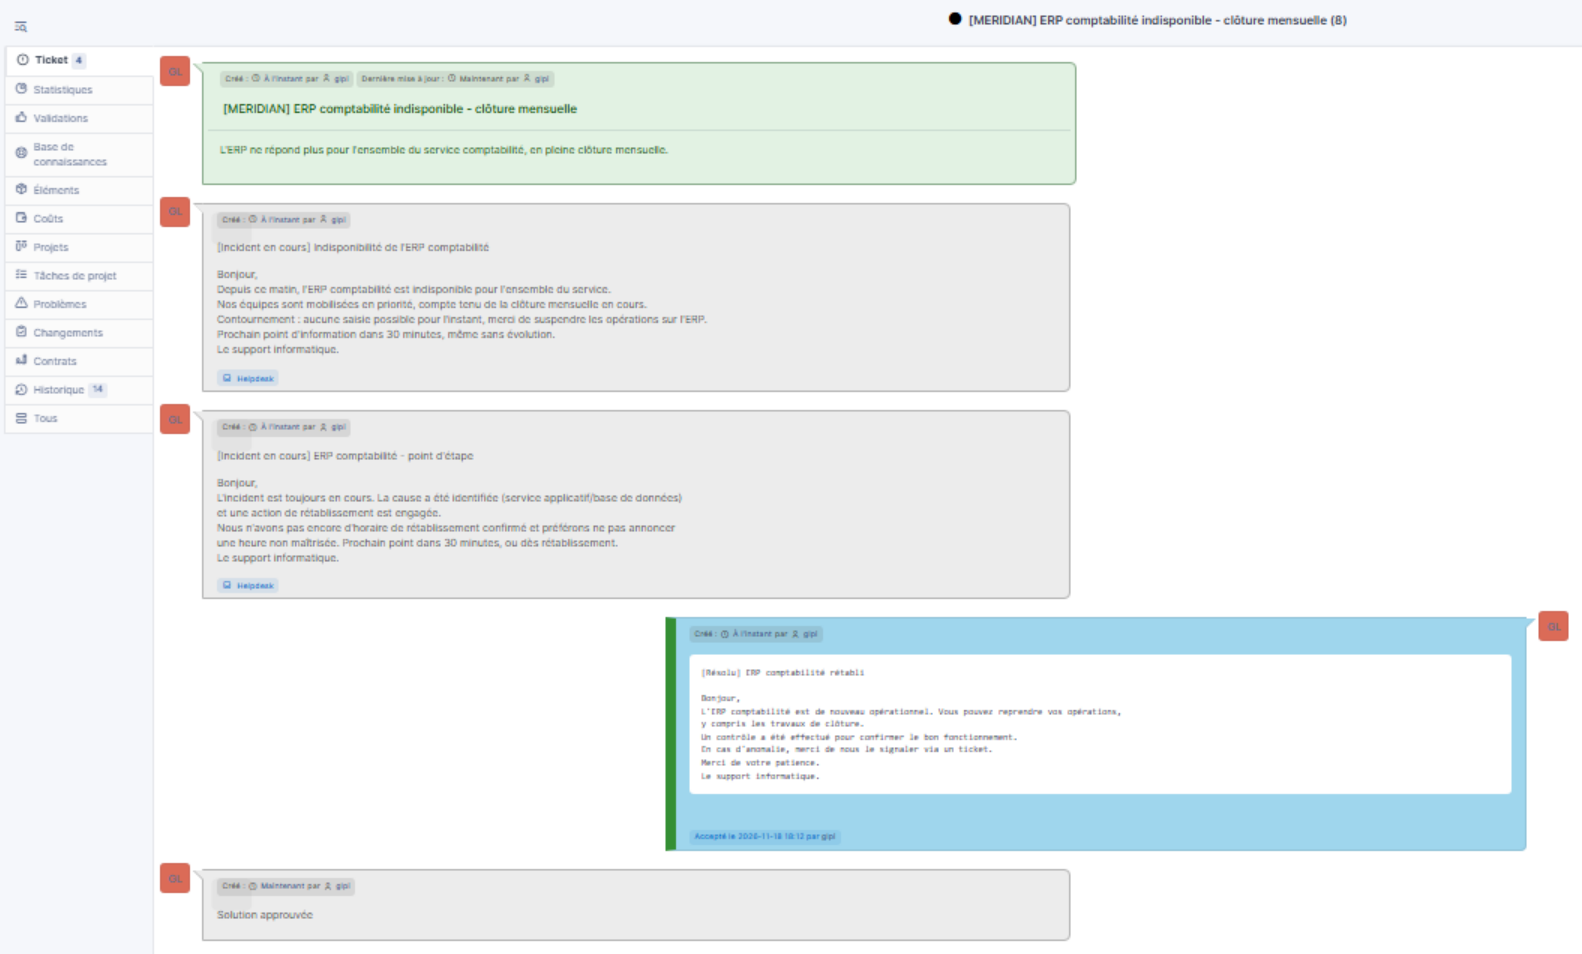 [MERIDIAN] ERP comptabilité indisponible - clôture mensuelle (8)
Ticket 4
Statistiques
Validations
Base de
connaissances
Éléments
Coûts
Projets
Tâches de projet
Problèmes
Changements
Contrats
Historique 14
Tous
GL
Créé : À l'instant par glpi Dernière mise à jour : Maintenant par glpi
[MERIDIAN] ERP comptabilité indisponible - clôture mensuelle
L'ERP ne répond plus pour l'ensemble du service comptabilité, en pleine clôture mensuelle.
GL
Créé : À l'instant par glpi
[Incident en cours] Indisponibilité de l'ERP comptabilité
Bonjour,
Depuis ce matin, l'ERP comptabilité est indisponible pour l'ensemble du service.
Nos équipes sont mobilisées en priorité, compte tenu de la clôture mensuelle en cours.
Contournement : aucune saisie possible pour l'instant, merci de suspendre les opérations sur l'ERP.
Prochain point d'information dans 30 minutes, même sans évolution.
Le support informatique.
Helpdesk
GL
Créé : À l'instant par glpi
[Incident en cours] ERP comptabilité - point d'étape
Bonjour,
L'incident est toujours en cours. La cause a été identifiée (service applicatif/base de données)
et une action de rétablissement est engagée.
Nous n'avons pas encore d'horaire de rétablissement confirmé et préférons ne pas annoncer
une heure non maîtrisée. Prochain point dans 30 minutes, ou dès rétablissement.
Le support informatique.
Helpdesk
GL
Créé : À l'instant par glpi
[Résolu] ERP comptabilité rétabli
Bonjour,
L'ERP comptabilité est de nouveau opérationnel. Vous pouvez reprendre vos opérations,
y compris les travaux de clôture.
Un contrôle a été effectué pour confirmer le bon fonctionnement.
En cas d'anomalie, merci de nous le signaler via un ticket.
Merci de votre patience.
Le support informatique.
Accepté le 2026-11-18 18:12 par glpi
GL
Créé : Maintenant par glpi
Solution approuvée